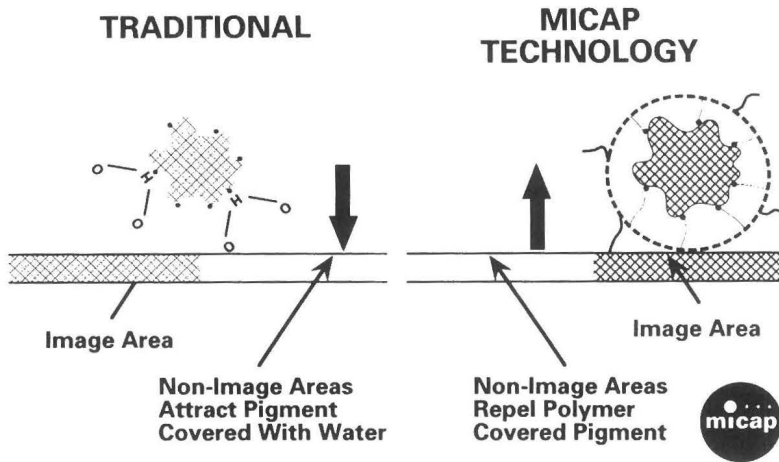 TRADITIONAL
MICAP
TECHNOLOGY
O
H
O
H
O
O
Image Area
Image Area
Non-Image Areas
Attract Pigment
Covered With Water
Non-Image Areas
Repel Polymer
Covered Pigment
micap